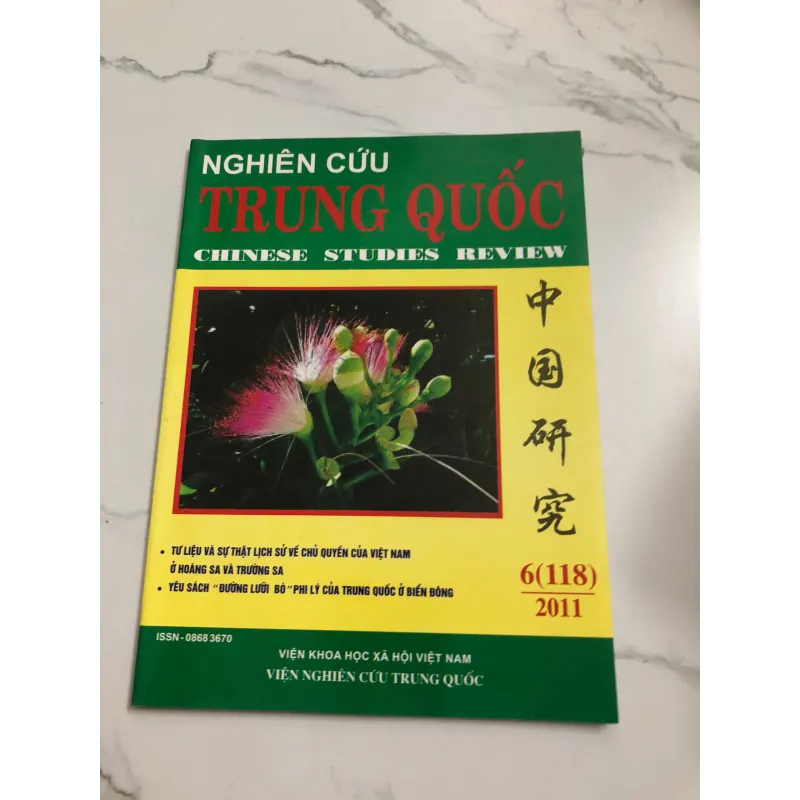 NGHIÊN CỨU
TRUNG QUỐC
CHINESE STUDIES REVIEW
中国研究
• TƯ LIỆU VÀ SỰ THẬT LỊCH SỬ VỀ CHỦ QUYỀN CỦA VIỆT NAM
Ở HOÀNG SA VÀ TRƯỜNG SA
• YÊU SÁCH "ĐƯỜNG LƯỠI BÒ" PHI LÝ CỦA TRUNG QUỐC Ở BIỂN ĐÔNG
6(118)
2011
ISSN - 0868 3670
VIỆN KHOA HỌC XÃ HỘI VIỆT NAM
VIỆN NGHIÊN CỨU TRUNG QUỐC